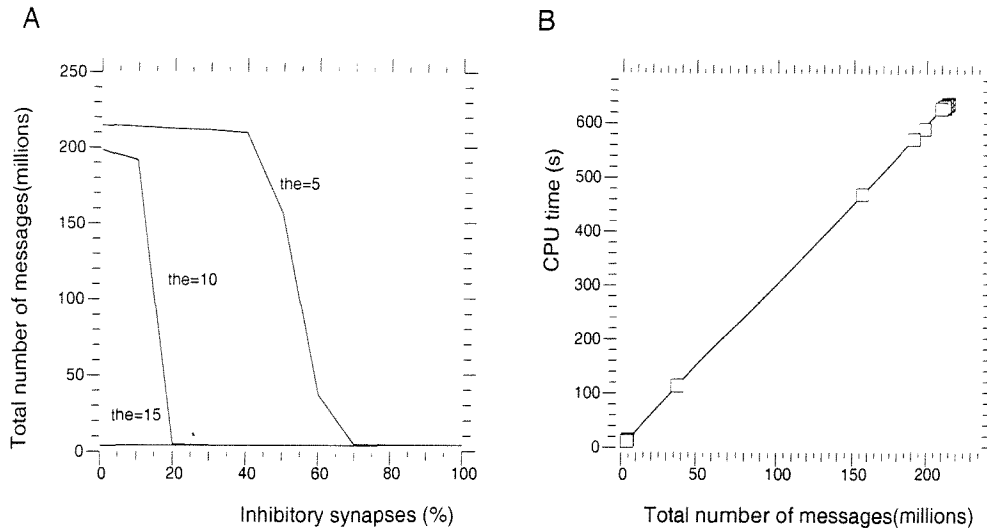 A
B
250
200
150
100
50
0
Total number of messages(millions)
the=5
the=10
the=15
0
20
40
60
80
100
Inhibitory synapses (%)
600
500
400
300
200
100
0
CPU time (s)
0
50
100
150
200
Total number of messages(millions)